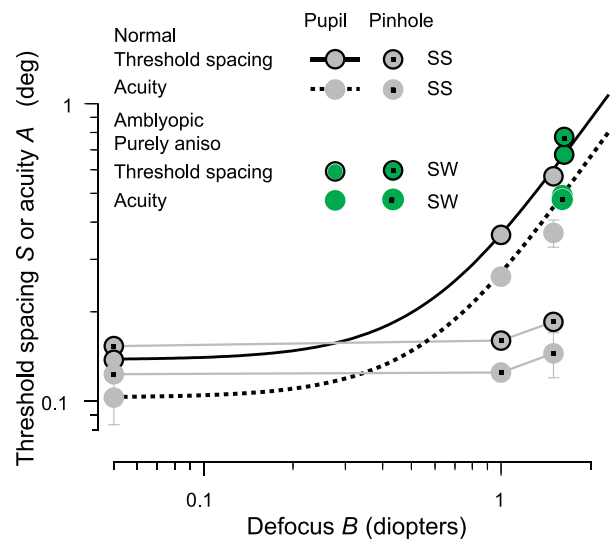 Pupil Pinhole
Normal
Threshold spacing SS
Acuity SS
Amblyopic
Purely aniso
Threshold spacing SW
Acuity SW
Threshold spacing S or acuity A (deg)
1
0.1
0.1 1
Defocus B (diopters)